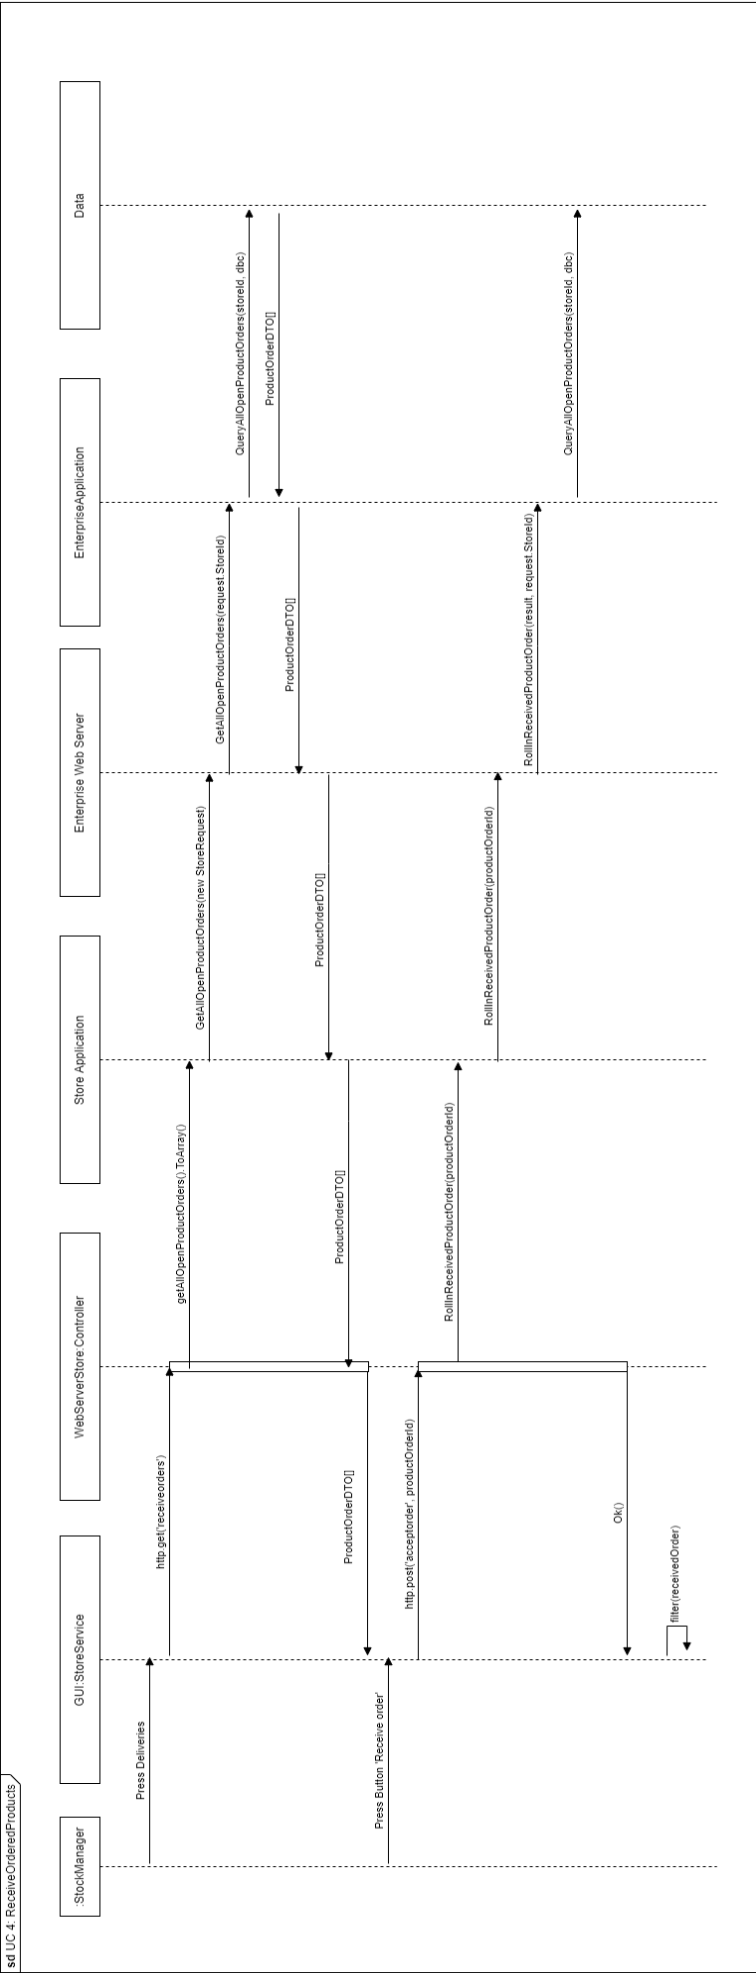 sd UC 4: ReceiveOrderedProducts
:StockManager
GUI:StoreService
WebServerStore:Controller
Store Application
Enterprise Web Server
EnterpriseApplication
Data
Press Deliveries
http.get('receiveorders')
getAllOpenProductOrders().ToArray()
GetAllOpenProductOrders(new StoreRequest)
GetAllOpenProductOrders(request.StoreId)
QueryAllOpenProductOrders(storeId, dbc)
ProductOrderDTO[]
ProductOrderDTO[]
ProductOrderDTO[]
ProductOrderDTO[]
ProductOrderDTO[]
Press Button 'Receive order'
http.post('acceptorder', productOrderId)
RollInReceivedProductOrder(productOrderId)
RollInReceivedProductOrder(productOrderId)
RollInReceivedProductOrder(result, request.StoreId)
QueryAllOpenProductOrders(storeId, dbc)
Ok()
filter(receivedOrder)